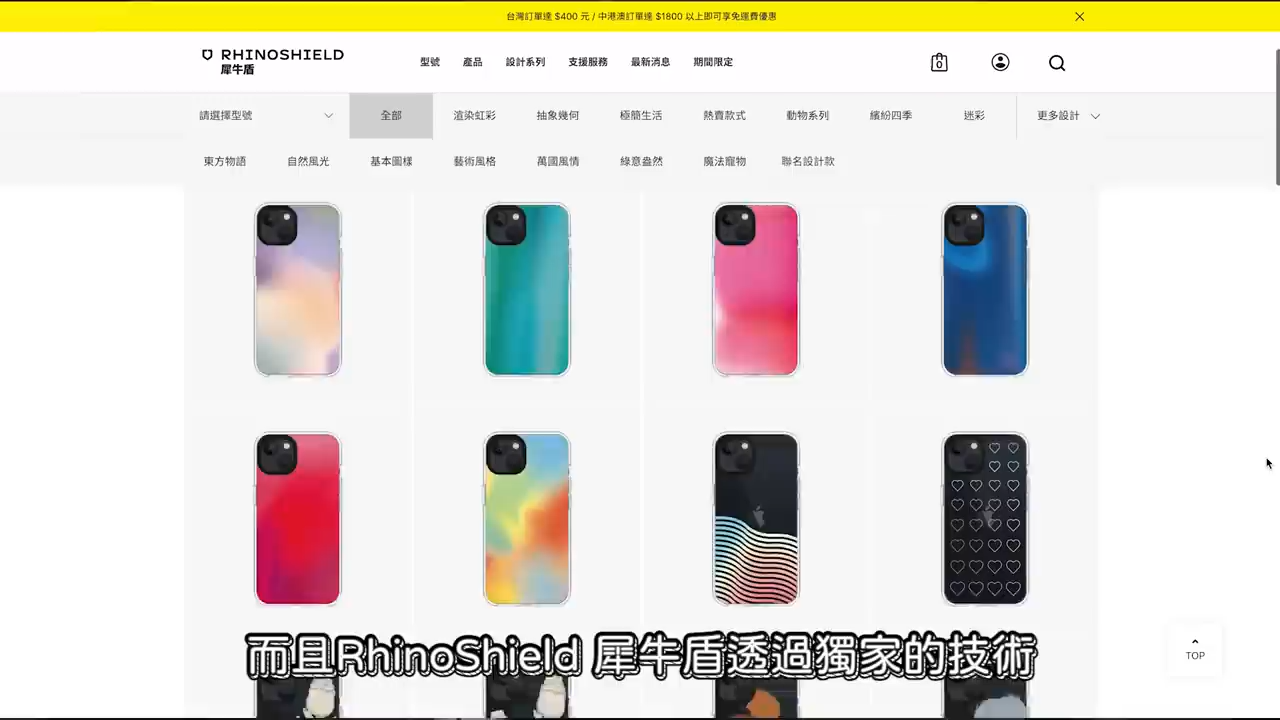 台灣訂單達 $400 元 / 中港澳訂單達 $1800 以上即可享免運費優惠
RHINOSHIELD
犀牛盾
型號 產品 設計系列 支援服務 最新消息 期間限定
0
請選擇型號 全部 渲染虹彩 抽象幾何 極簡生活 熱賣款式 動物系列 繽紛四季 迷彩 更多設計
東方物語 自然風光 基本圖樣 藝術風格 萬國風情 綠意盎然 魔法寵物 聯名設計款
而且RhinoShield 犀牛盾透過獨家的技術
TOP